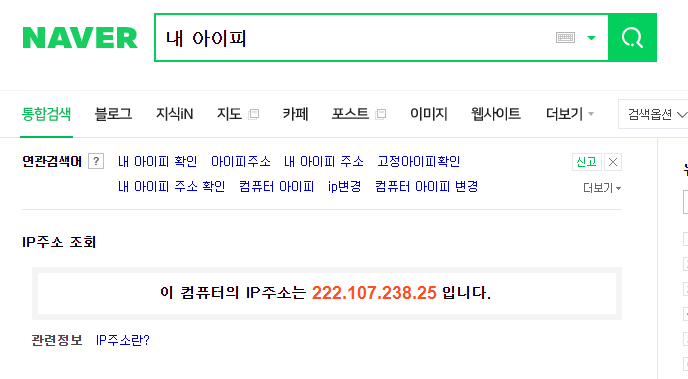 NAVER 내 아이피
통합검색 블로그 지식iN 지도 카페 포스트 이미지 웹사이트 더보기 검색옵션
연관검색어 ? 내 아이피 확인 아이피주소 내 아이피 주소 고정아이피확인 신고
내 아이피 주소 확인 컴퓨터 아이피 ip변경 컴퓨터 아이피 변경 더보기
IP주소 조회
이 컴퓨터의 IP주소는 222.107.238.25 입니다.
관련정보 IP주소란?